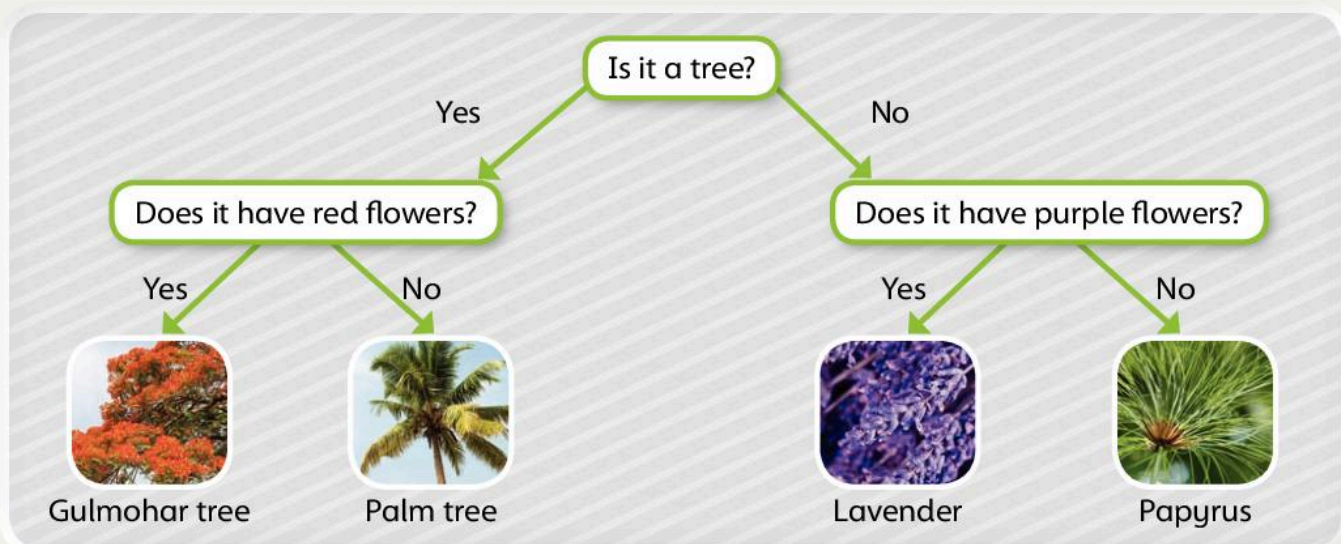 Is it a tree?
Yes
No
Does it have red flowers?
Does it have purple flowers?
Yes
No
Yes
No
Gulmohar tree
Palm tree
Lavender
Papyrus